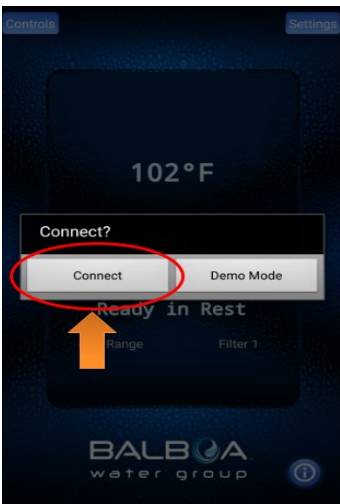 Controls Settings
102°F
Connect?
Connect Demo Mode
Ready in Rest
Range Filter 1
BALBOA
water group